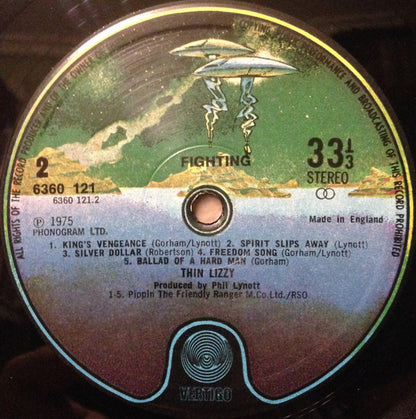 ALL RIGHTS OF THE RECORD PRODUCER AND OF THE OWNER
PERFORMANCE AND BROADCASTING OF THIS RECORD PROHIBITED
FIGHTING
2
33⅓
STEREO
6360 121
6360 121.2
Ⓟ 1975
PHONOGRAM LTD.
Made in England
1. KING'S VENGEANCE (Gorham/Lynott) 2. SPIRIT SLIPS AWAY (Lynott)
3. SILVER DOLLAR (Robertson) 4. FREEDOM SONG (Gorham/Lynott)
5. BALLAD OF A HARD MAN (Gorham)
THIN LIZZY
Produced by Phil Lynott
1-5. Pippin The Friendly Ranger M.Co.Ltd./RSO
VERTIGO